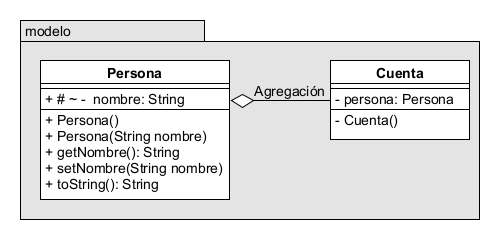 modelo
Persona
+ # ~ - nombre: String
+ Persona()
+ Persona(String nombre)
+ getNombre(): String
+ setNombre(String nombre)
+ toString(): String
Agregación
Cuenta
- persona: Persona
- Cuenta()